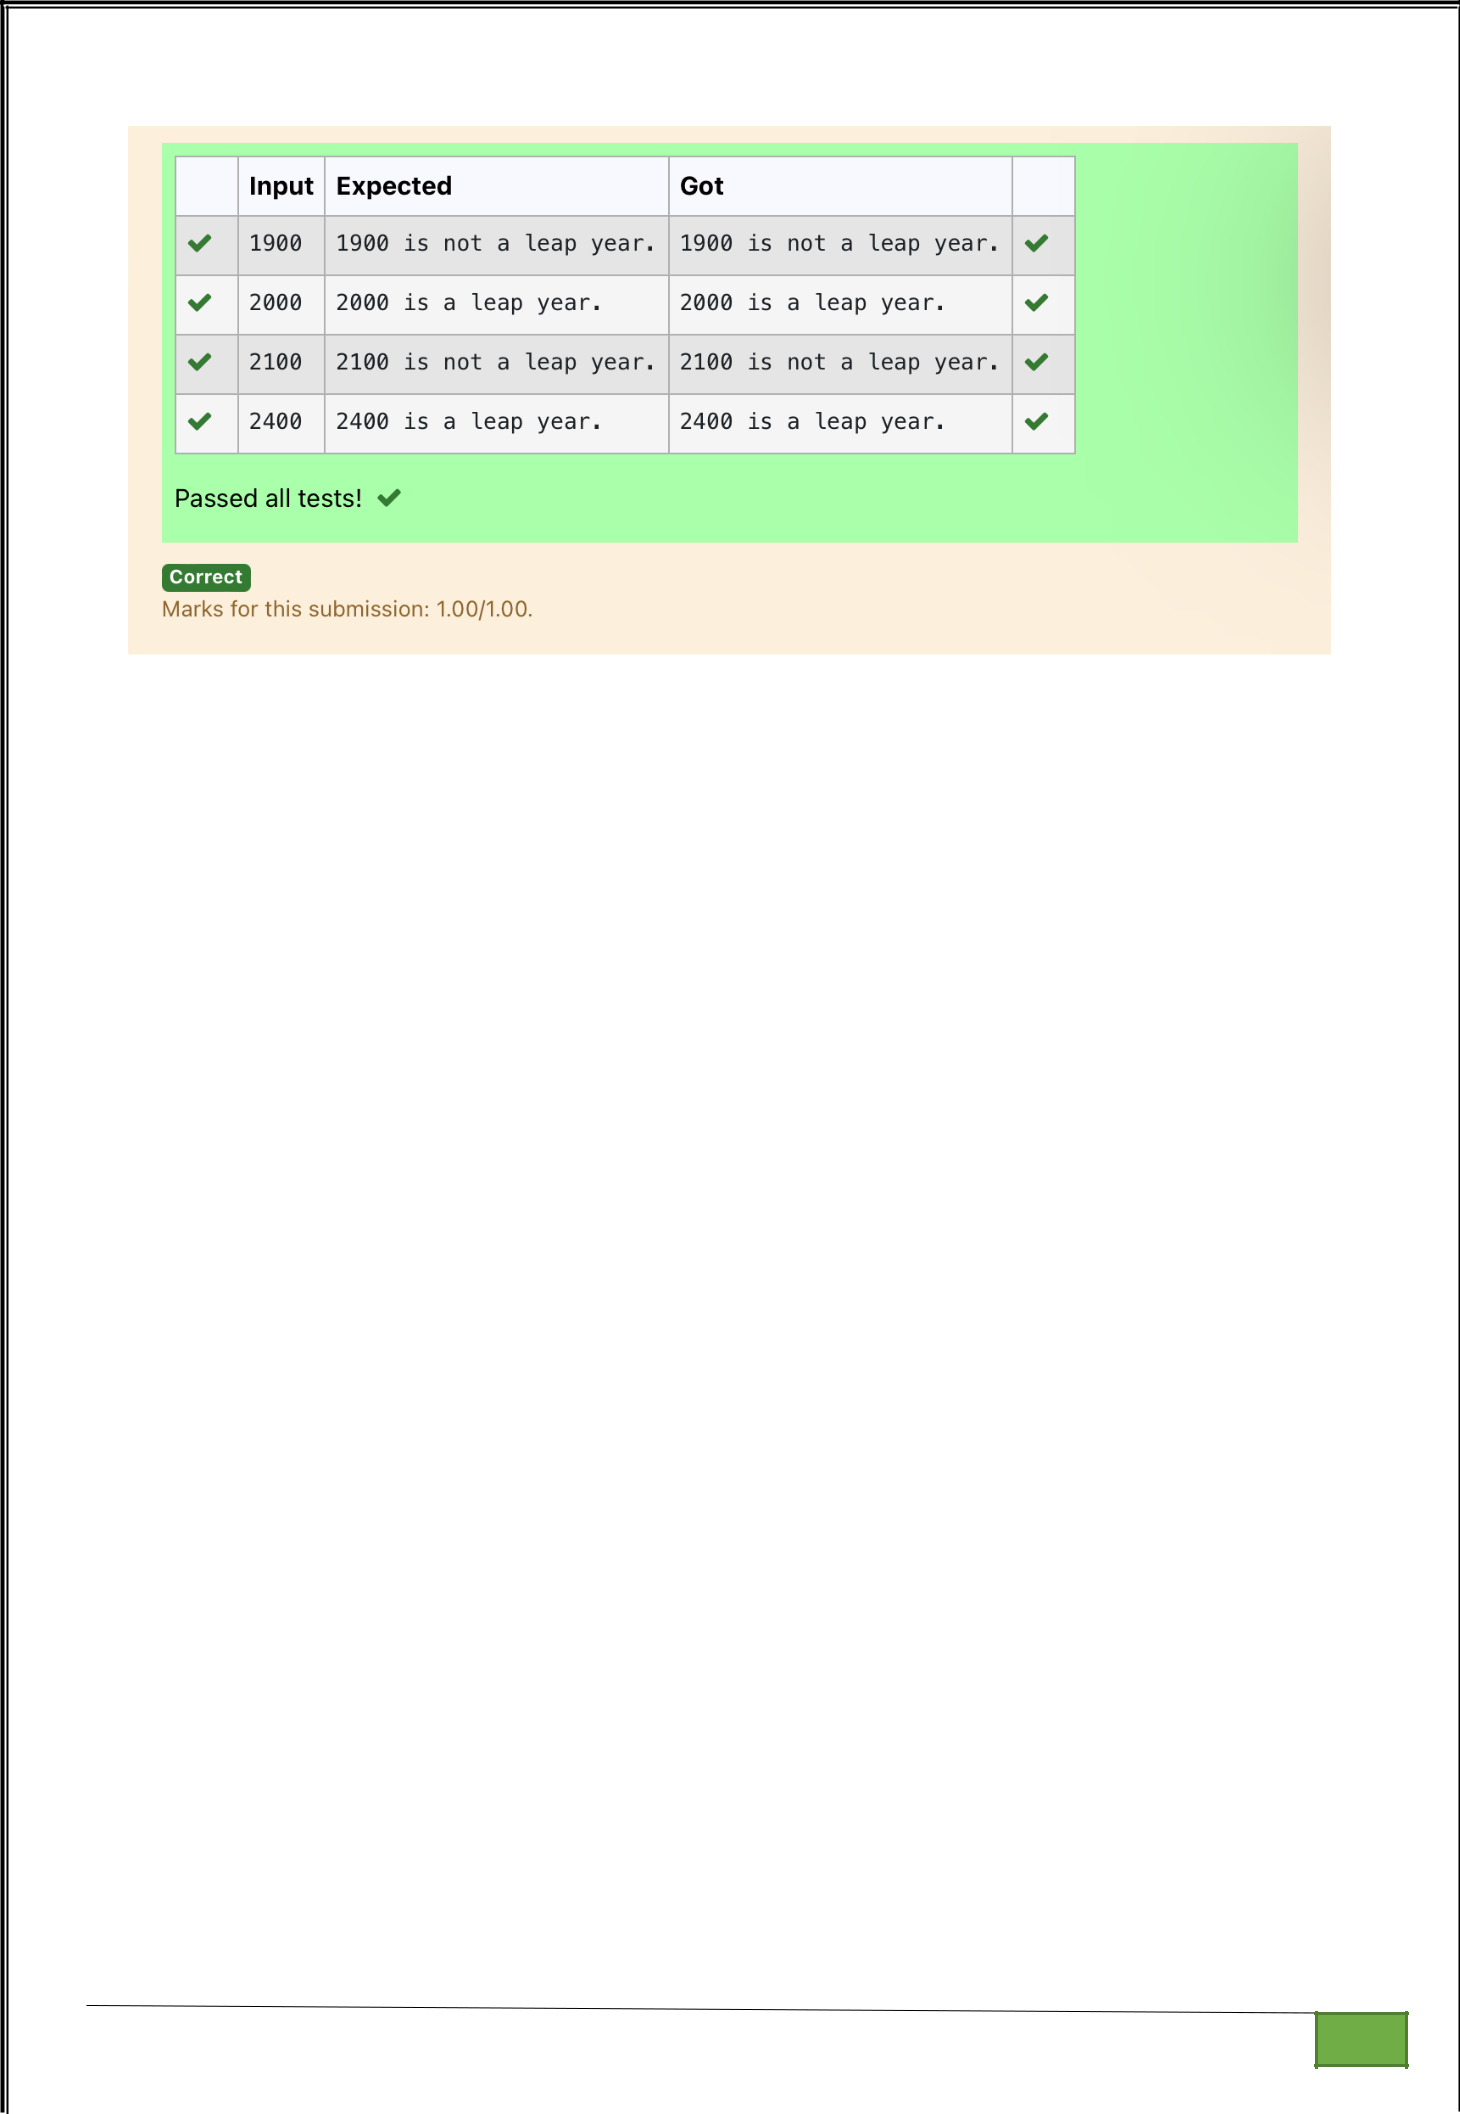 Input Expected Got
1900 1900 is not a leap year. 1900 is not a leap year.
2000 2000 is a leap year. 2000 is a leap year.
2100 2100 is not a leap year. 2100 is not a leap year.
2400 2400 is a leap year. 2400 is a leap year.
Passed all tests!
Correct
Marks for this submission: 1.00/1.00.